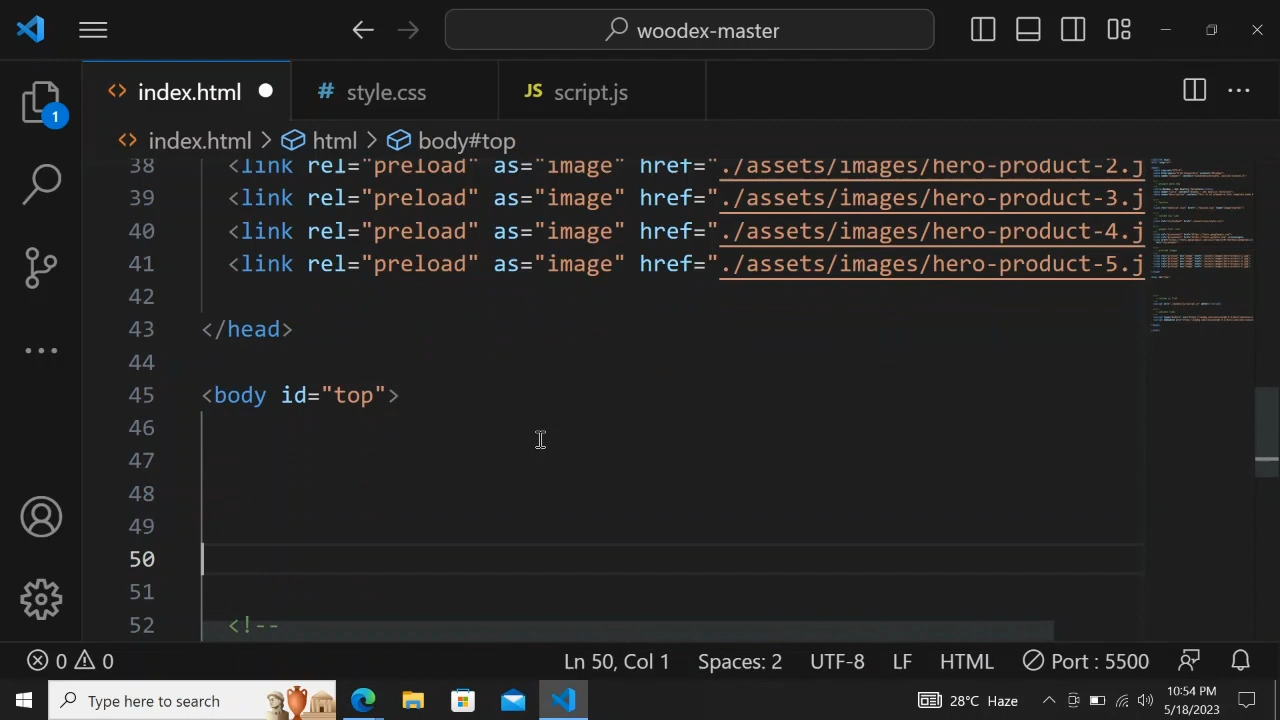 woodex-master
index.html
# style.css
JS script.js
1
index.html > html > body#top
38 <link rel="preload" as="image" href="./assets/images/hero-product-2.j
39 <link rel="preload" as="image" href="./assets/images/hero-product-3.j
40 <link rel="preload" as="image" href="./assets/images/hero-product-4.j
41 <link rel="preload" as="image" href="./assets/images/hero-product-5.j
42
43 </head>
44
45 <body id="top">
46
47
48
49
50
51
52 <!--
0 0 Ln 50, Col 1 Spaces: 2 UTF-8 LF HTML Port : 5500
Type here to search
28°C Haze
10:54 PM
5/18/2023